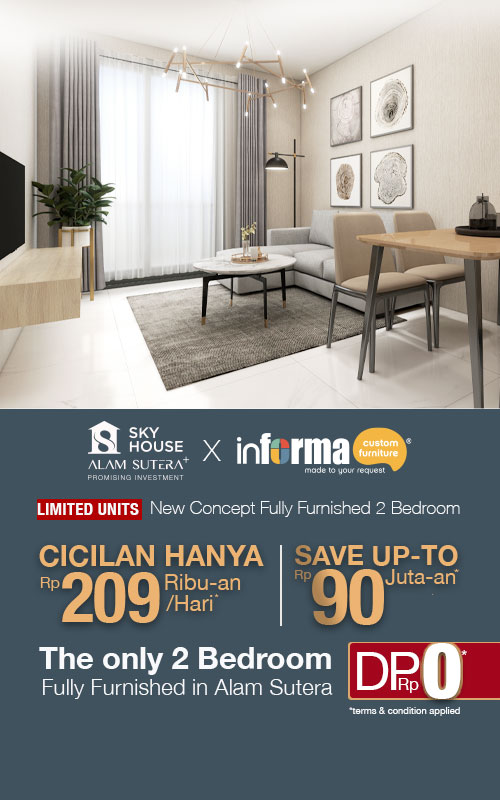 SKY
HOUSE
ALAM SUTERA+
PROMISING INVESTMENT
X
informa
custom
furniture
®
made to your request
LIMITED UNITS New Concept Fully Furnished 2 Bedroom
CICILAN HANYA
Rp 209 Ribu-an
/Hari*
SAVE UP-TO
Rp 90 Juta-an*
The only 2 Bedroom
Fully Furnished in Alam Sutera
DP Rp 0*
*terms & condition applied